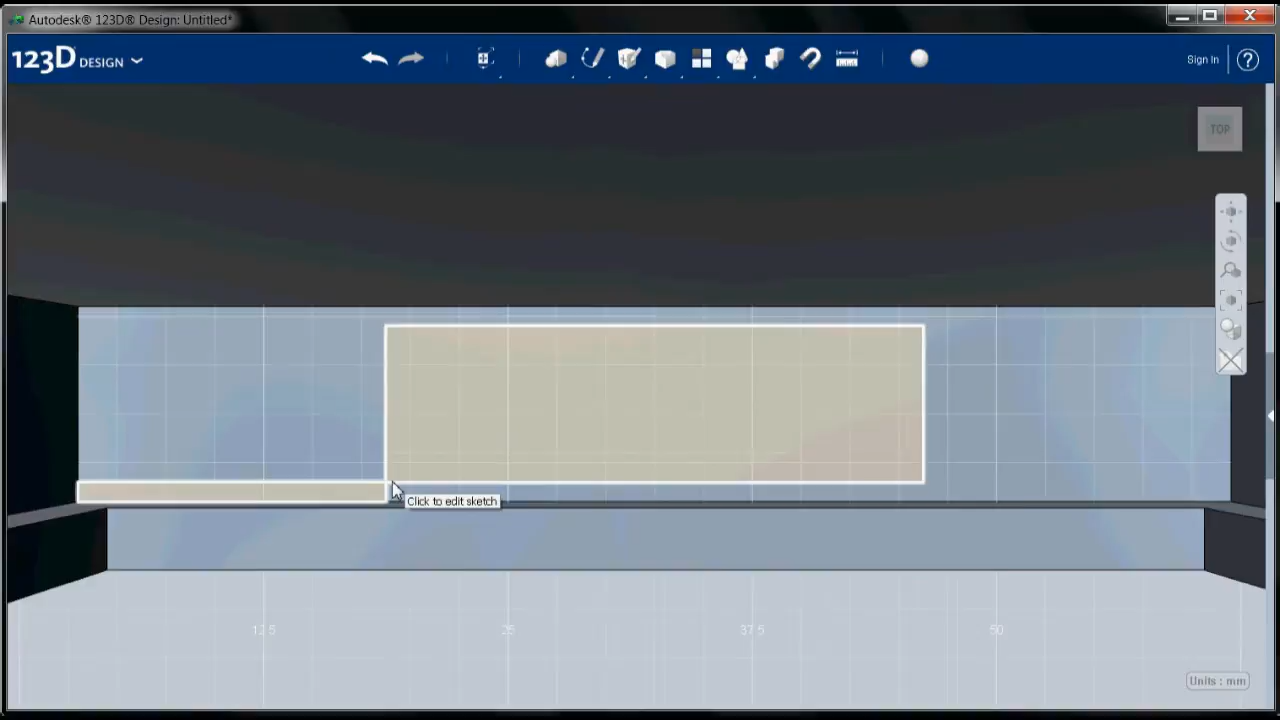 Autodesk® 123D® Design: Untitled*
123D DESIGN
Sign In
?
TOP
Click to edit sketch
12.5
25
37.5
50
Units : mm